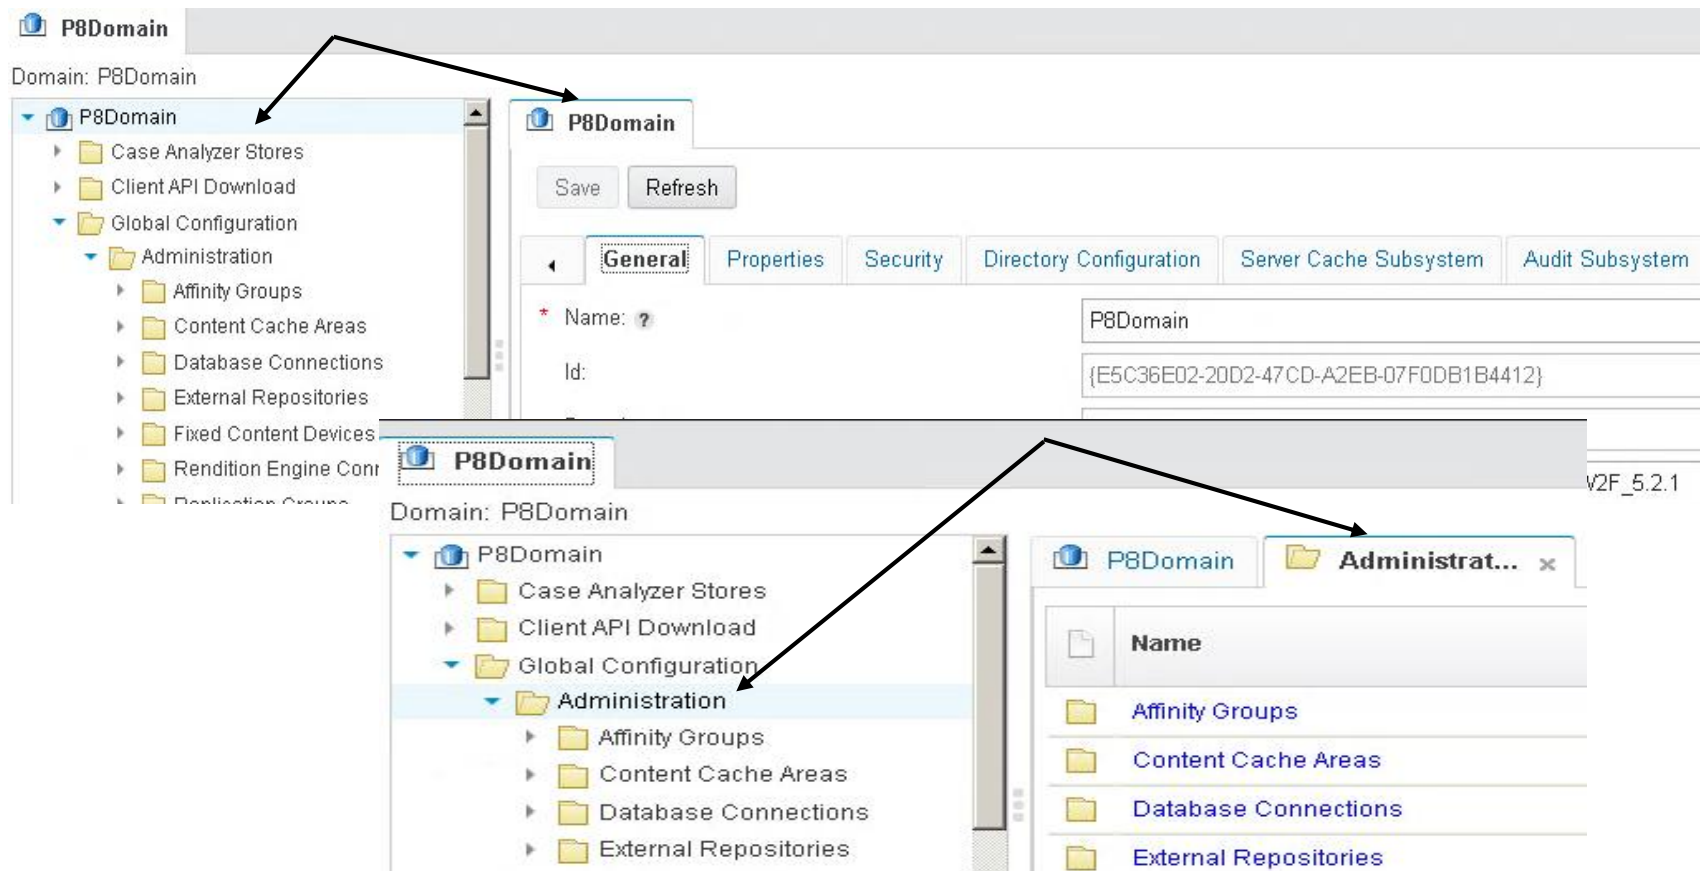 P8Domain
Domain: P8Domain
P8Domain
Case Analyzer Stores
Client API Download
Global Configuration
Administration
Affinity Groups
Content Cache Areas
Database Connections
External Repositories
Fixed Content Devices
Rendition Engine Conr
P8Domain
Save Refresh
General Properties Security Directory Configuration Server Cache Subsystem Audit Subsystem
* Name: ? P8Domain
Id: {E5C36E02-20D2-47CD-A2EB-07F0DB1B4412}
2F_5.2.1
P8Domain
Domain: P8Domain
P8Domain
Case Analyzer Stores
Client API Download
Global Configuration
Administration
Affinity Groups
Content Cache Areas
Database Connections
External Repositories
P8Domain Administrat... ×
Name
Affinity Groups
Content Cache Areas
Database Connections
External Repositories